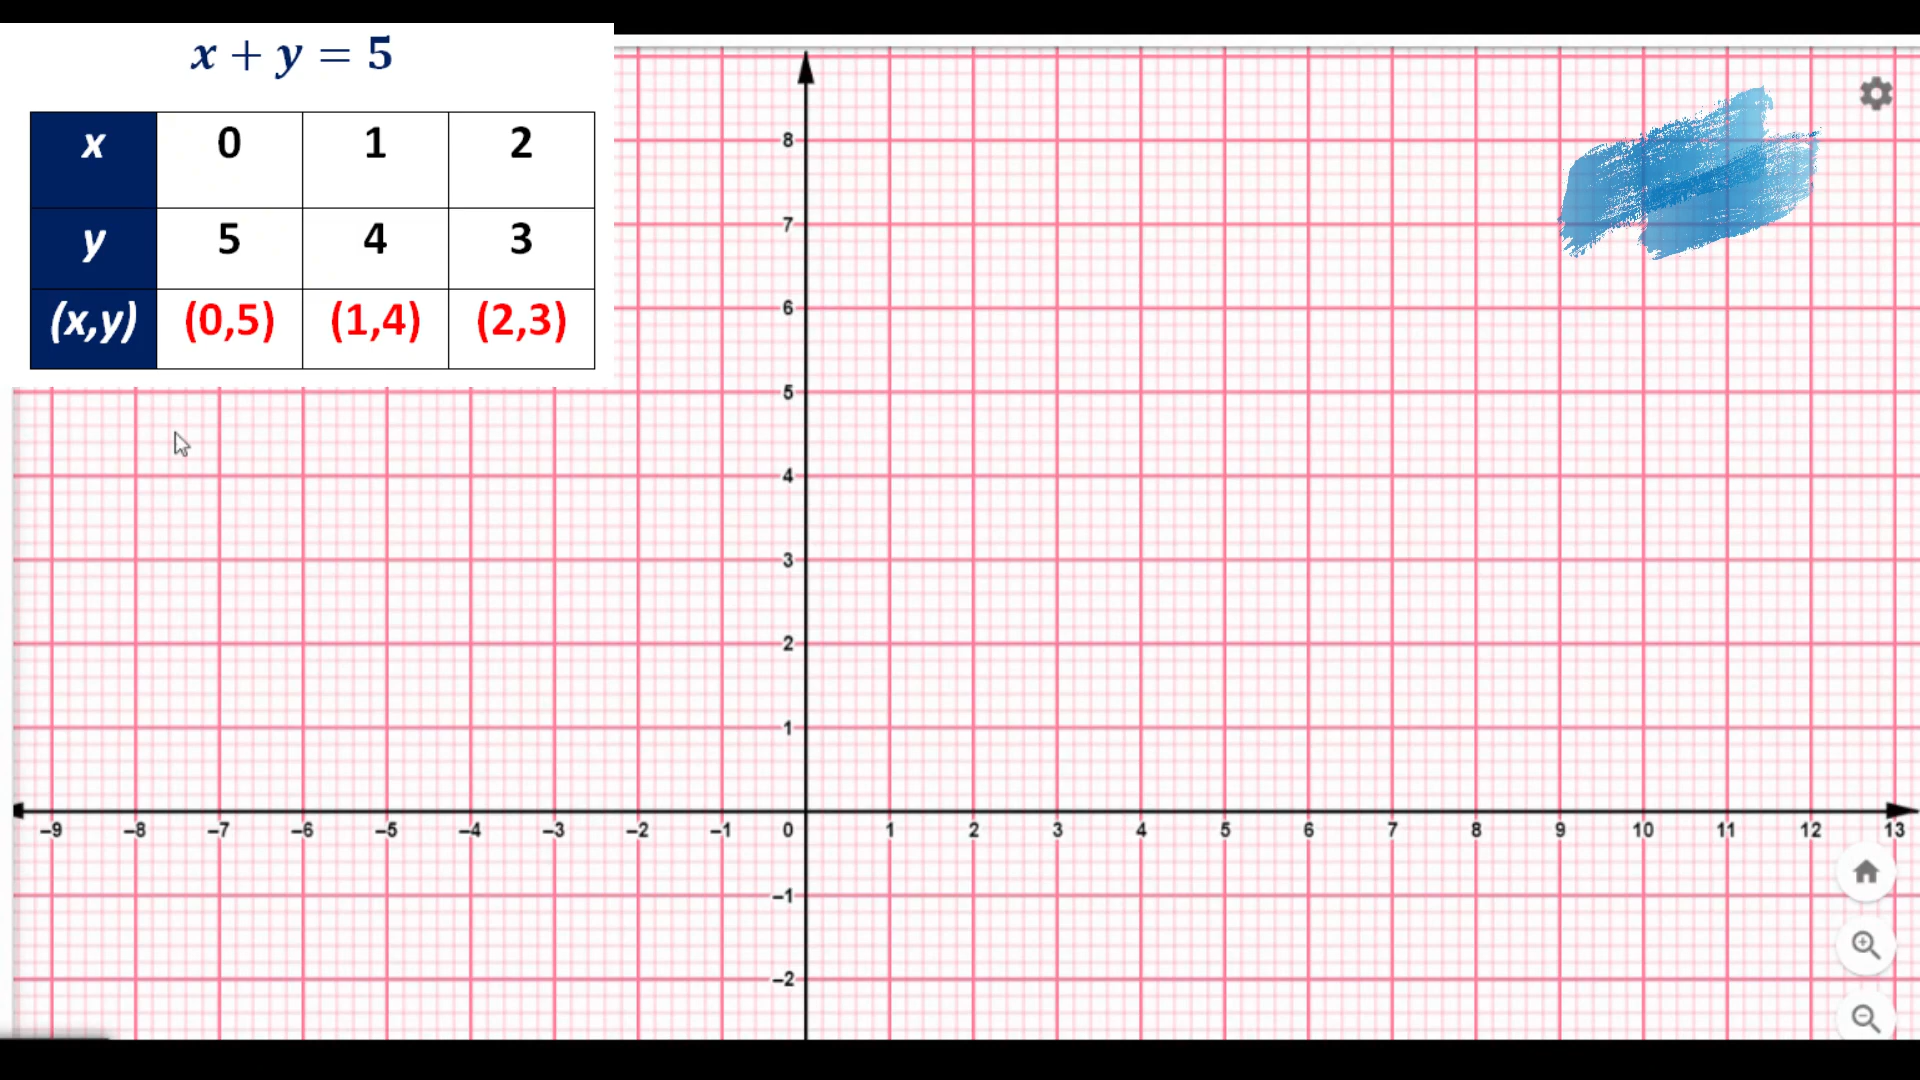 x + y = 5
x 0 1 2
y 5 4 3
(x,y) (0,5) (1,4) (2,3)
8
7
6
5
4
3
2
1
–9 –8 –7 –6 –5 –4 –3 –2 –1 0 1 2 3 4 5 6 7 8 9 10 11 12 13
–1
–2